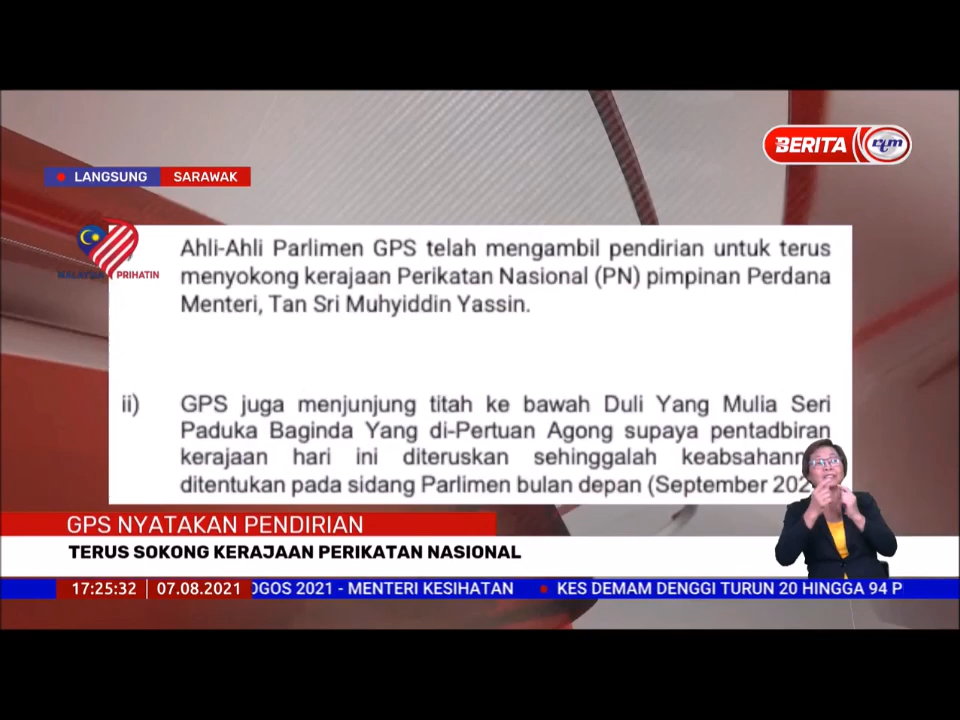 BERITA rtm
LANGSUNG SARAWAK
MALAYSIA PRIHATIN
Ahli-Ahli Parlimen GPS telah mengambil pendirian untuk terus
menyokong kerajaan Perikatan Nasional (PN) pimpinan Perdana
Menteri, Tan Sri Muhyiddin Yassin.
ii) GPS juga menjunjung titah ke bawah Duli Yang Mulia Seri
Paduka Baginda Yang di-Pertuan Agong supaya pentadbiran
kerajaan hari ini diteruskan sehinggalah
ditentukan pada sidang Parlimen bulan depan (September
GPS NYATAKAN PENDIRIAN
TERUS SOKONG KERAJAAN PERIKATAN NASIONAL
17:25:32 07.08.2021 OGOS 2021 - MENTERI KESIHATAN • KES DEMAM DENGGI TURUN 20 HINGGA 94 P